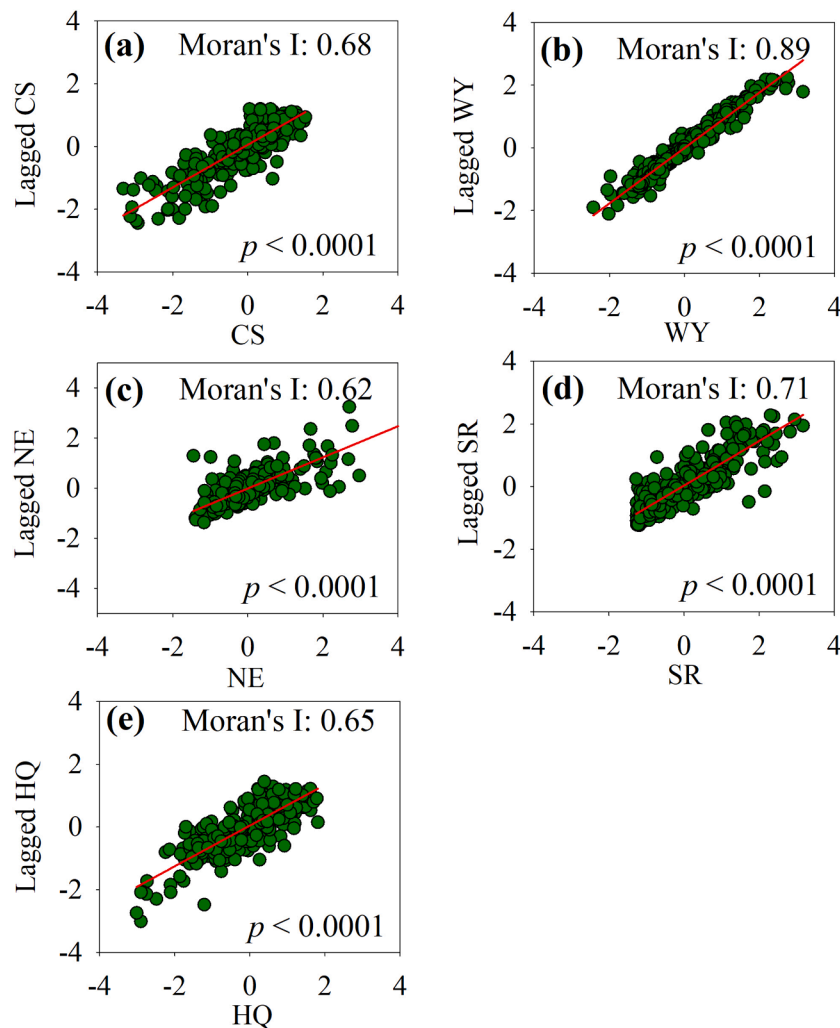 (a) Moran's I: 0.68
4
2
0
-2
-4
Lagged CS
p < 0.0001
-4 -2 0 2 4
CS
(b) Moran's I: 0.89
4
2
0
-2
-4
Lagged WY
p < 0.0001
-4 -2 0 2 4
WY
(c) Moran's I: 0.62
4
2
0
-2
-4
Lagged NE
p < 0.0001
-4 -2 0 2 4
NE
(d) Moran's I: 0.71
4
2
0
-2
-4
Lagged SR
p < 0.0001
-4 -2 0 2 4
SR
(e) Moran's I: 0.65
4
2
0
-2
-4
Lagged HQ
p < 0.0001
-4 -2 0 2 4
HQ